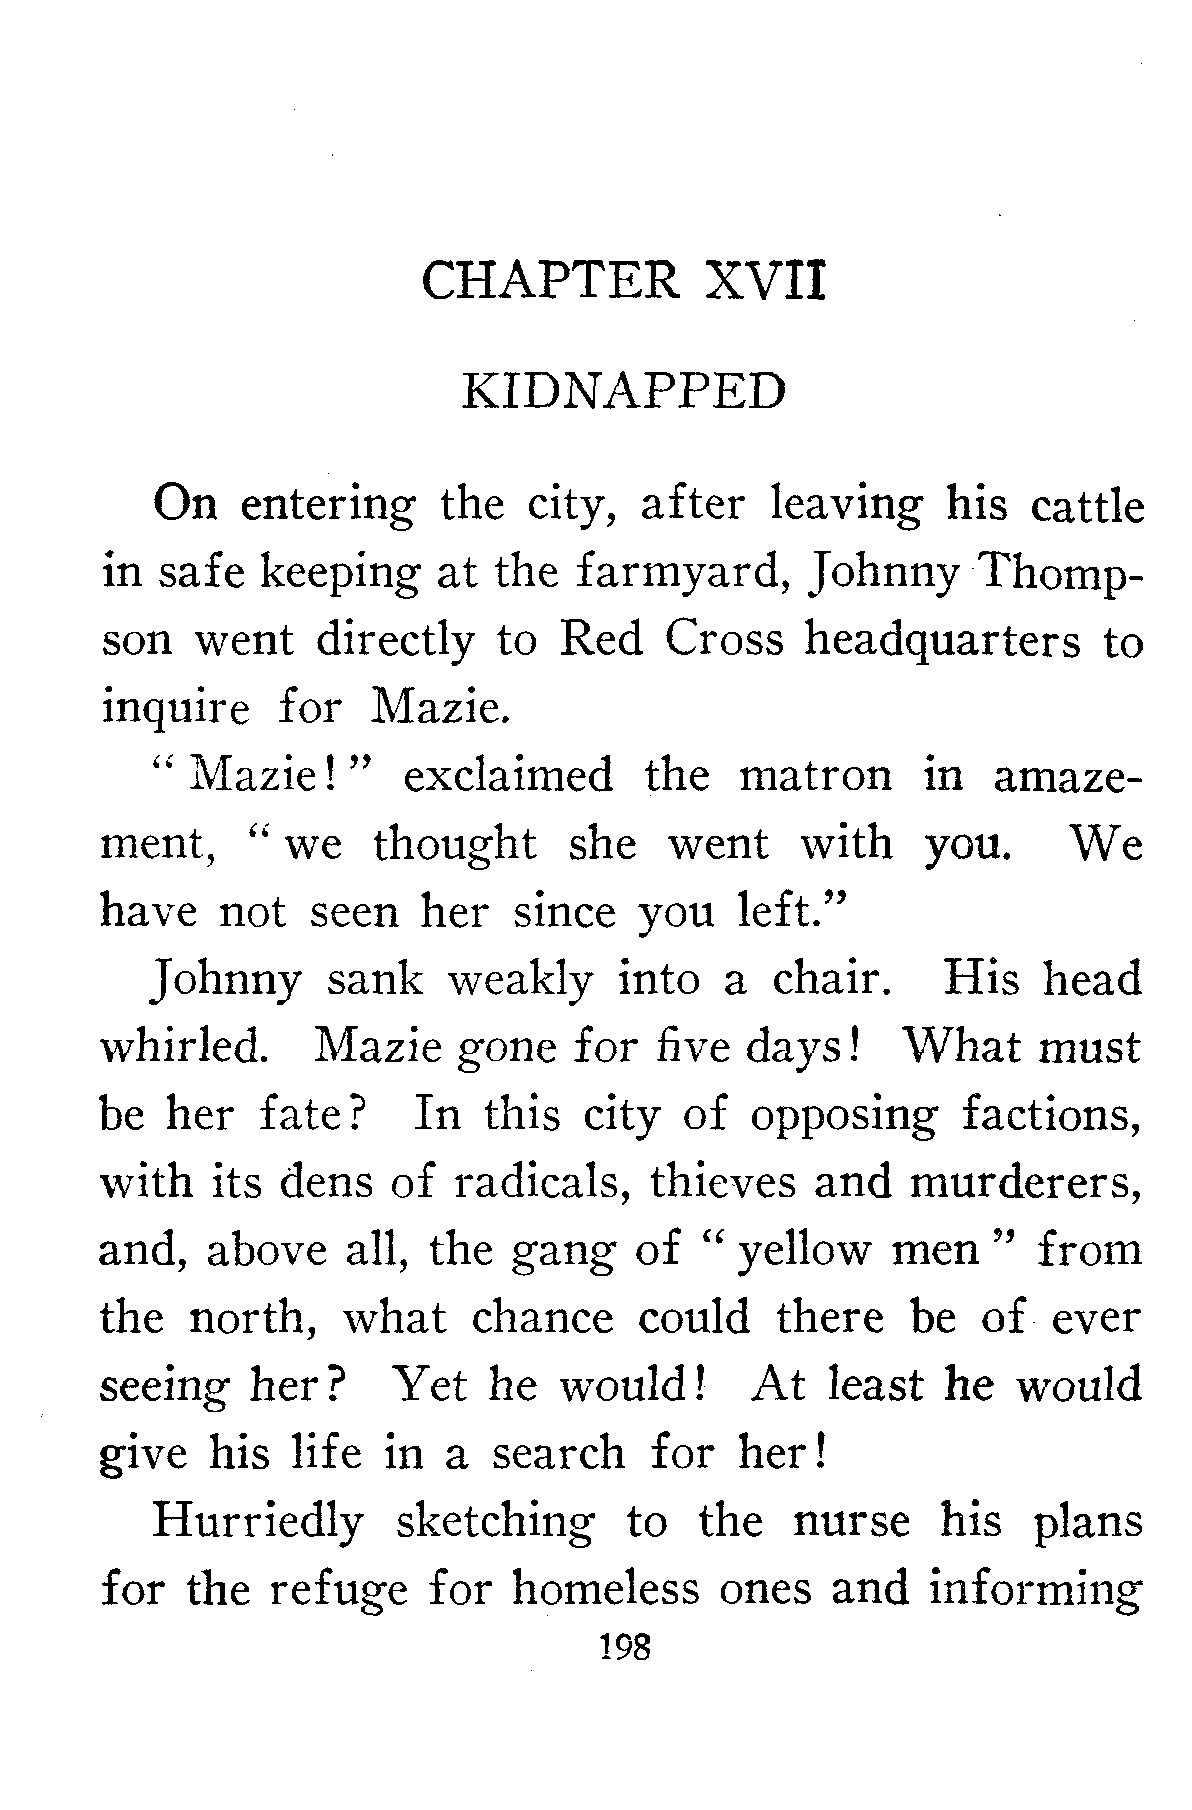 CHAPTER XVII
KIDNAPPED
On entering the city, after leaving his cattle
in safe keeping at the farmyard, Johnny Thomp-
son went directly to Red Cross headquarters to
inquire for Mazie.
“ Mazie! ” exclaimed the matron in amaze-
ment, “ we thought she went with you. We
have not seen her since you left.”
Johnny sank weakly into a chair. His head
whirled. Mazie gone for five days! What must
be her fate? In this city of opposing factions,
with its dens of radicals, thieves and murderers,
and, above all, the gang of “ yellow men ” from
the north, what chance could there be of ever
seeing her? Yet he would! At least he would
give his life in a search for her!
Hurriedly sketching to the nurse his plans
for the refuge for homeless ones and informing
198